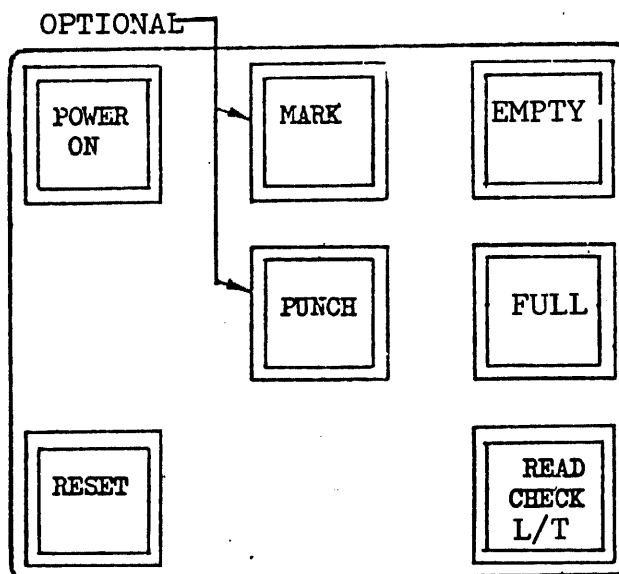 OPTIONAL
POWER
ON
MARK
EMPTY
PUNCH
FULL
RESET
READ
CHECK
L/T